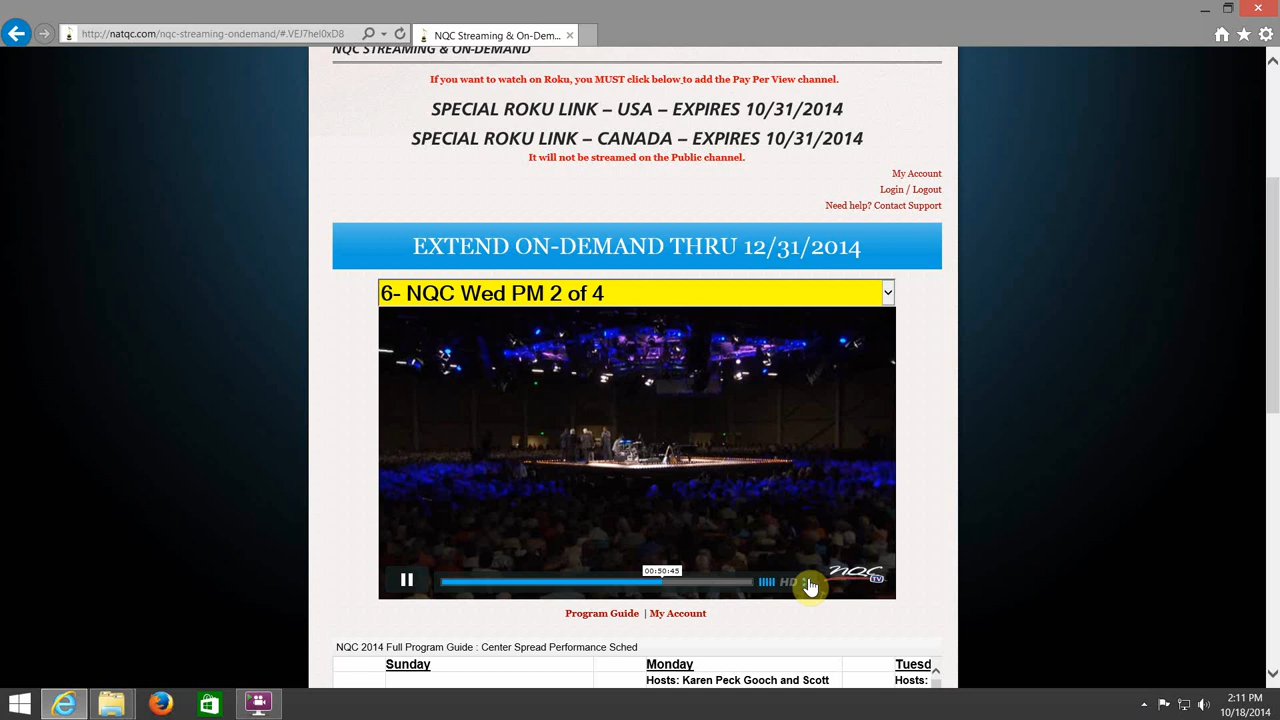 http://natqc.com/nqc-streaming-ondemand/#.VEJ7heI0xD8
NQC Streaming & On-Dem...
NQC STREAMING & ON-DEMAND
If you want to watch on Roku, you MUST click below to add the Pay Per View channel.
SPECIAL ROKU LINK – USA – EXPIRES 10/31/2014
SPECIAL ROKU LINK – CANADA – EXPIRES 10/31/2014
It will not be streamed on the Public channel.
My Account
Login / Logout
Need help? Contact Support
EXTEND ON-DEMAND THRU 12/31/2014
6- NQC Wed PM 2 of 4
00:50:45
HD
NQC
TV
Program Guide | My Account
NQC 2014 Full Program Guide : Center Spread Performance Sched
Sunday Monday Tuesd
Hosts: Karen Peck Gooch and Scott Hosts:
2:11 PM
10/18/2014